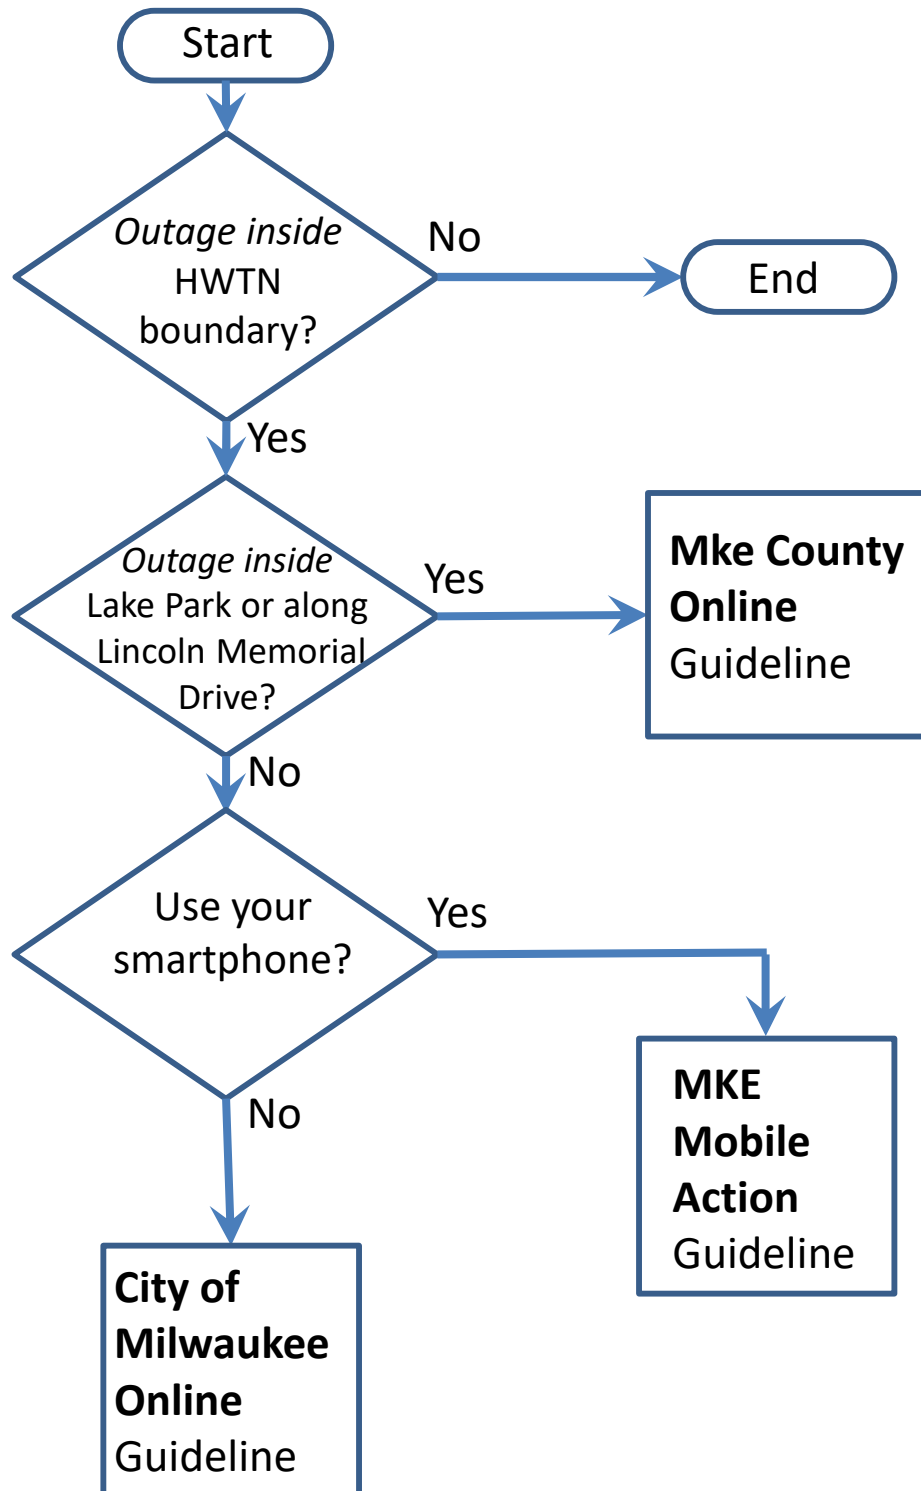 Start
Outage inside
HWTN
boundary?
No
End
Yes
Outage inside
Lake Park or along
Lincoln Memorial
Drive?
Yes
Mke County
Online
Guideline
No
Use your
smartphone?
Yes
MKE
Mobile
Action
Guideline
No
City of
Milwaukee
Online
Guideline